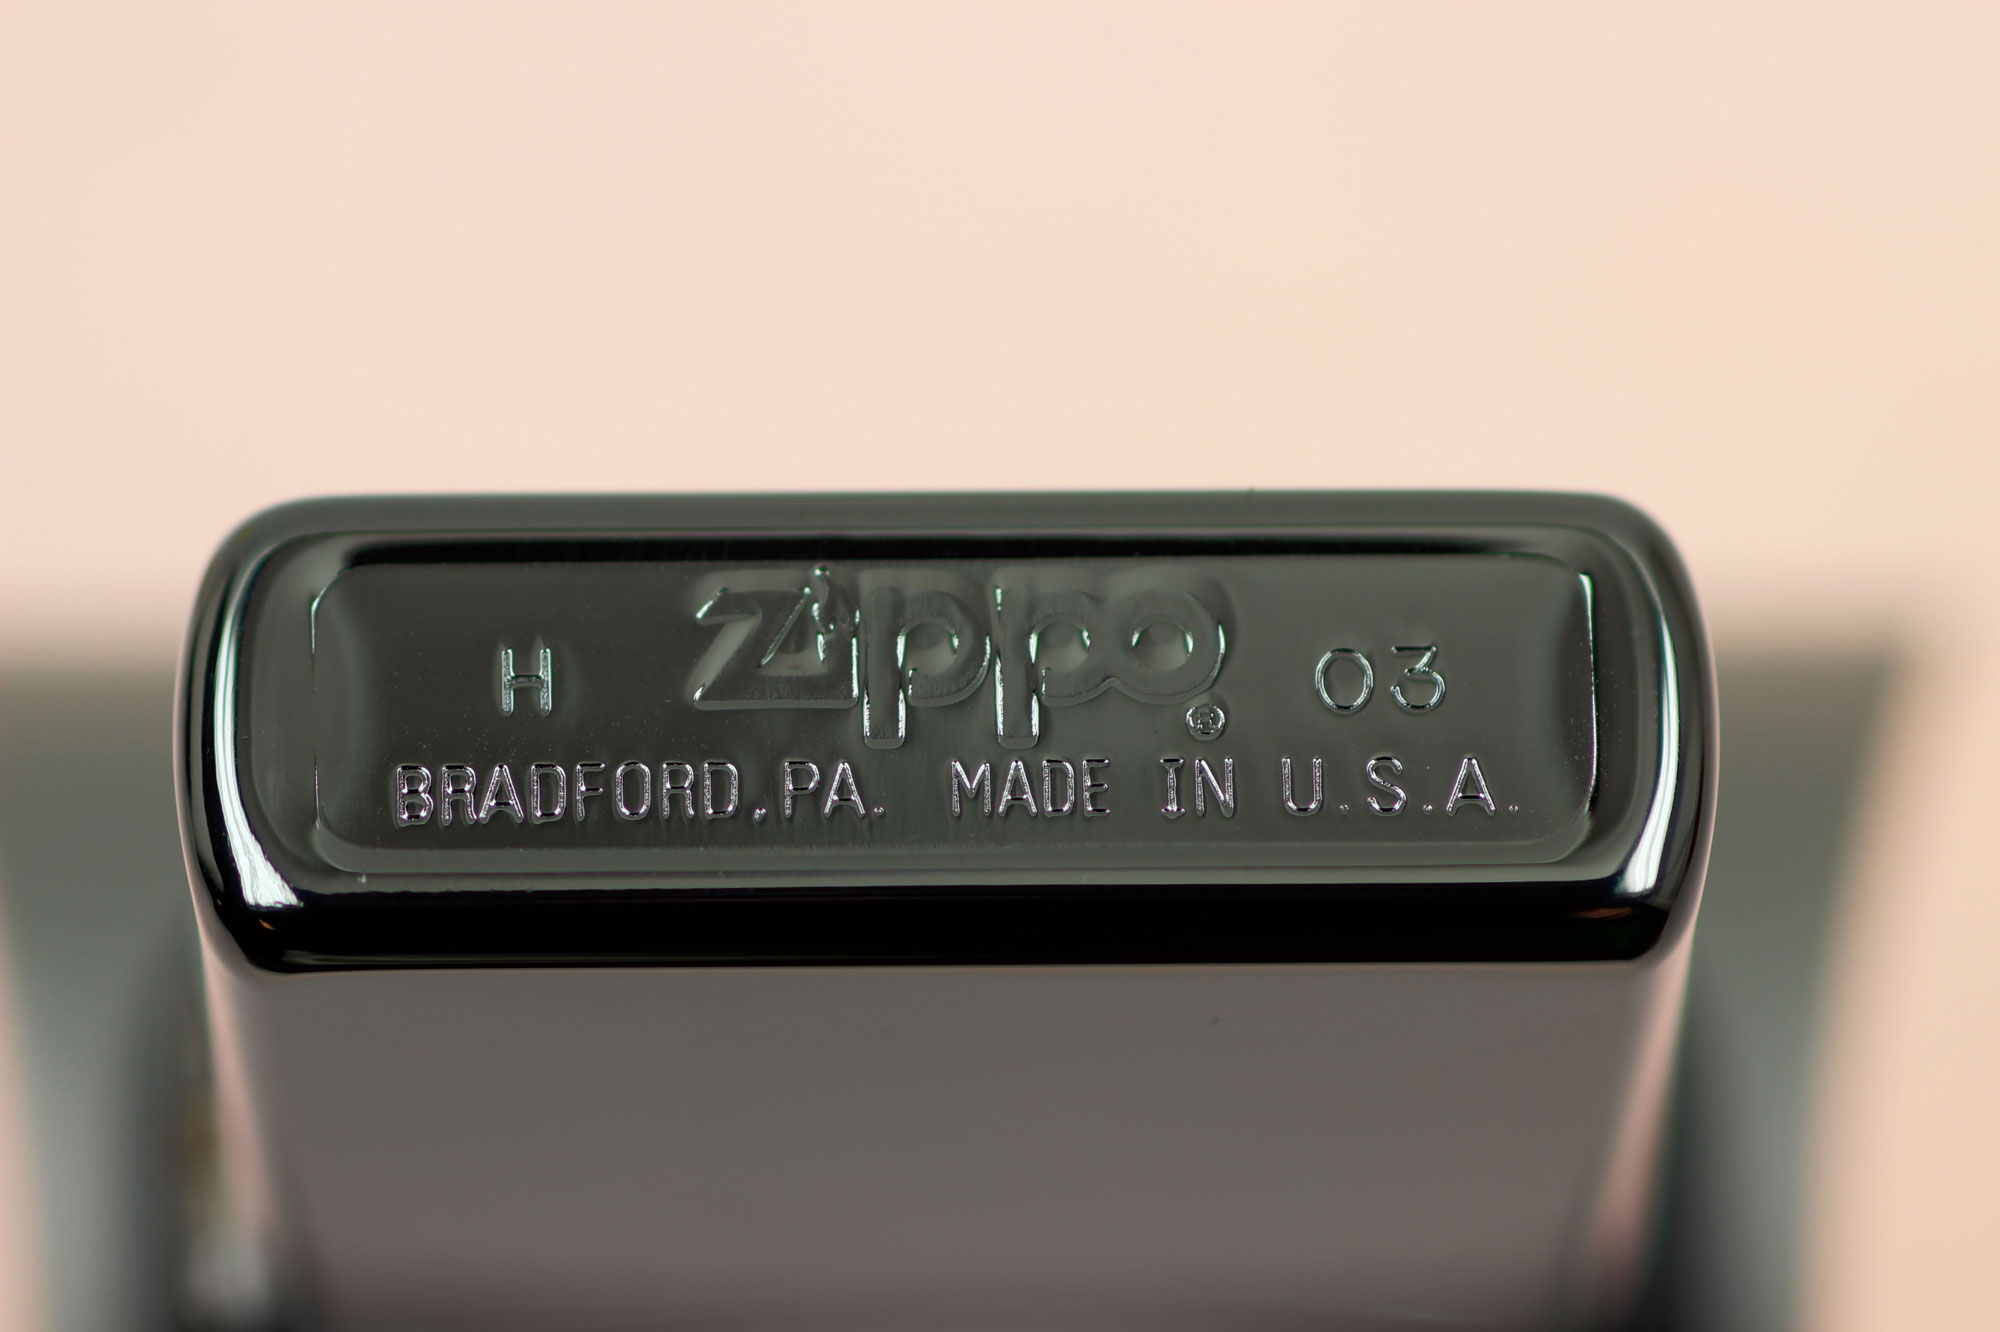 H Zippo® 03
BRADFORD,PA. MADE IN U.S.A.